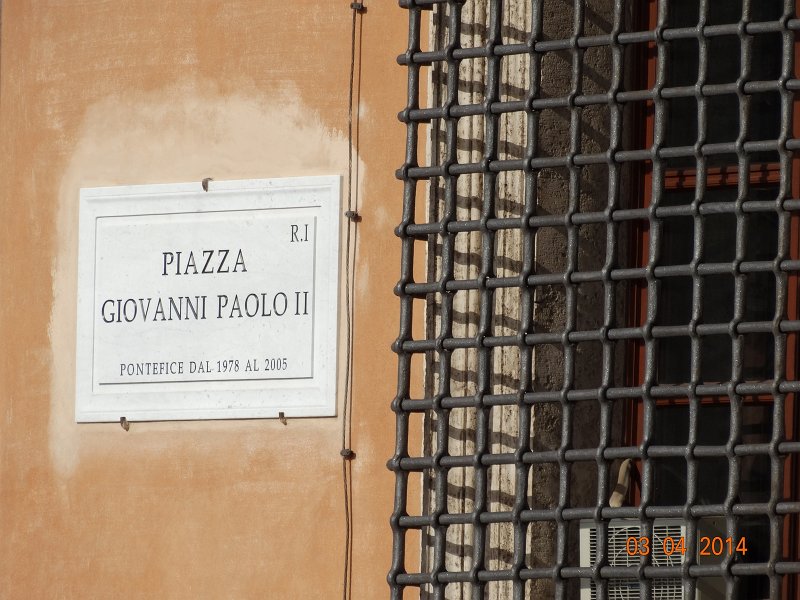 R.I
PIAZZA
GIOVANNI PAOLO II
PONTEFICE DAL 1978 AL 2005
03 04 2014